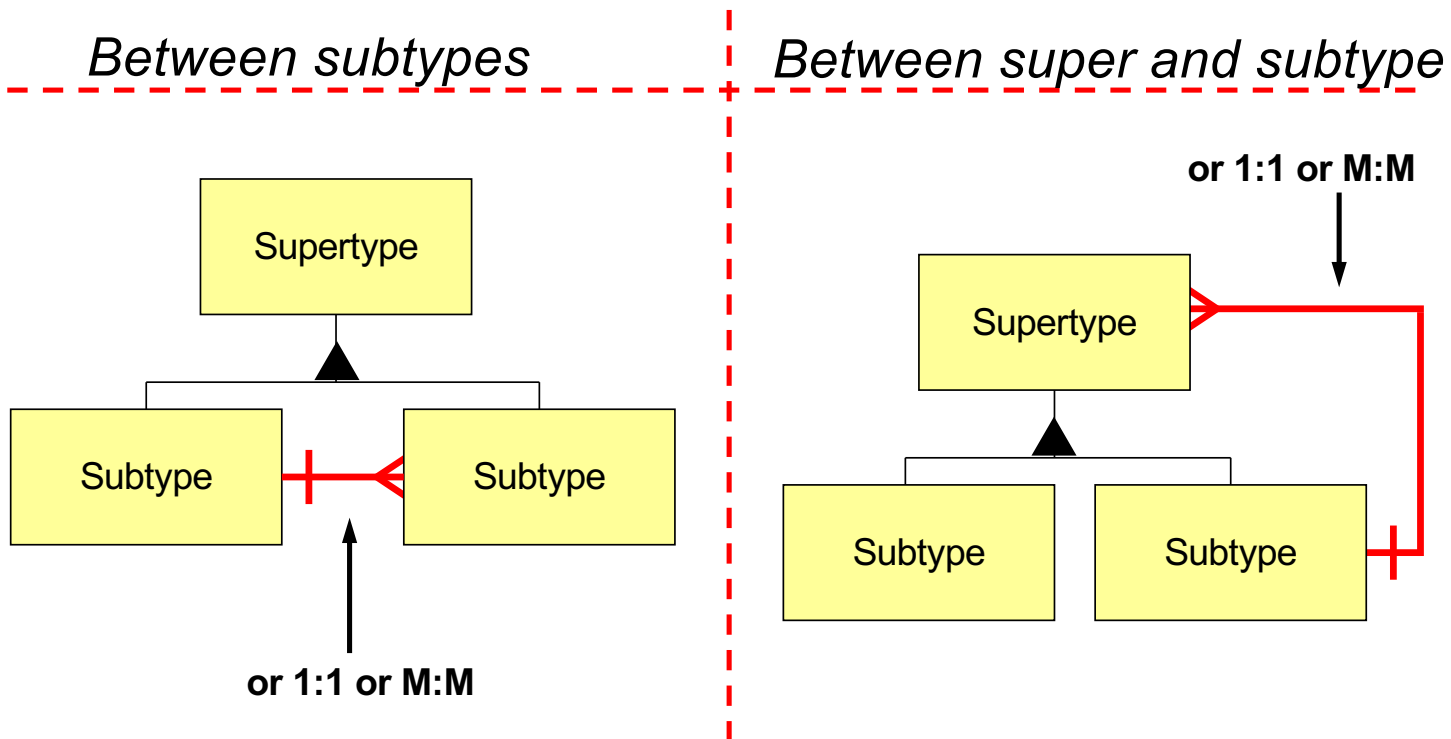 Between subtypes
Supertype
Subtype
Subtype
or 1:1 or M:M
Between super and subtype
or 1:1 or M:M
Supertype
Subtype
Subtype